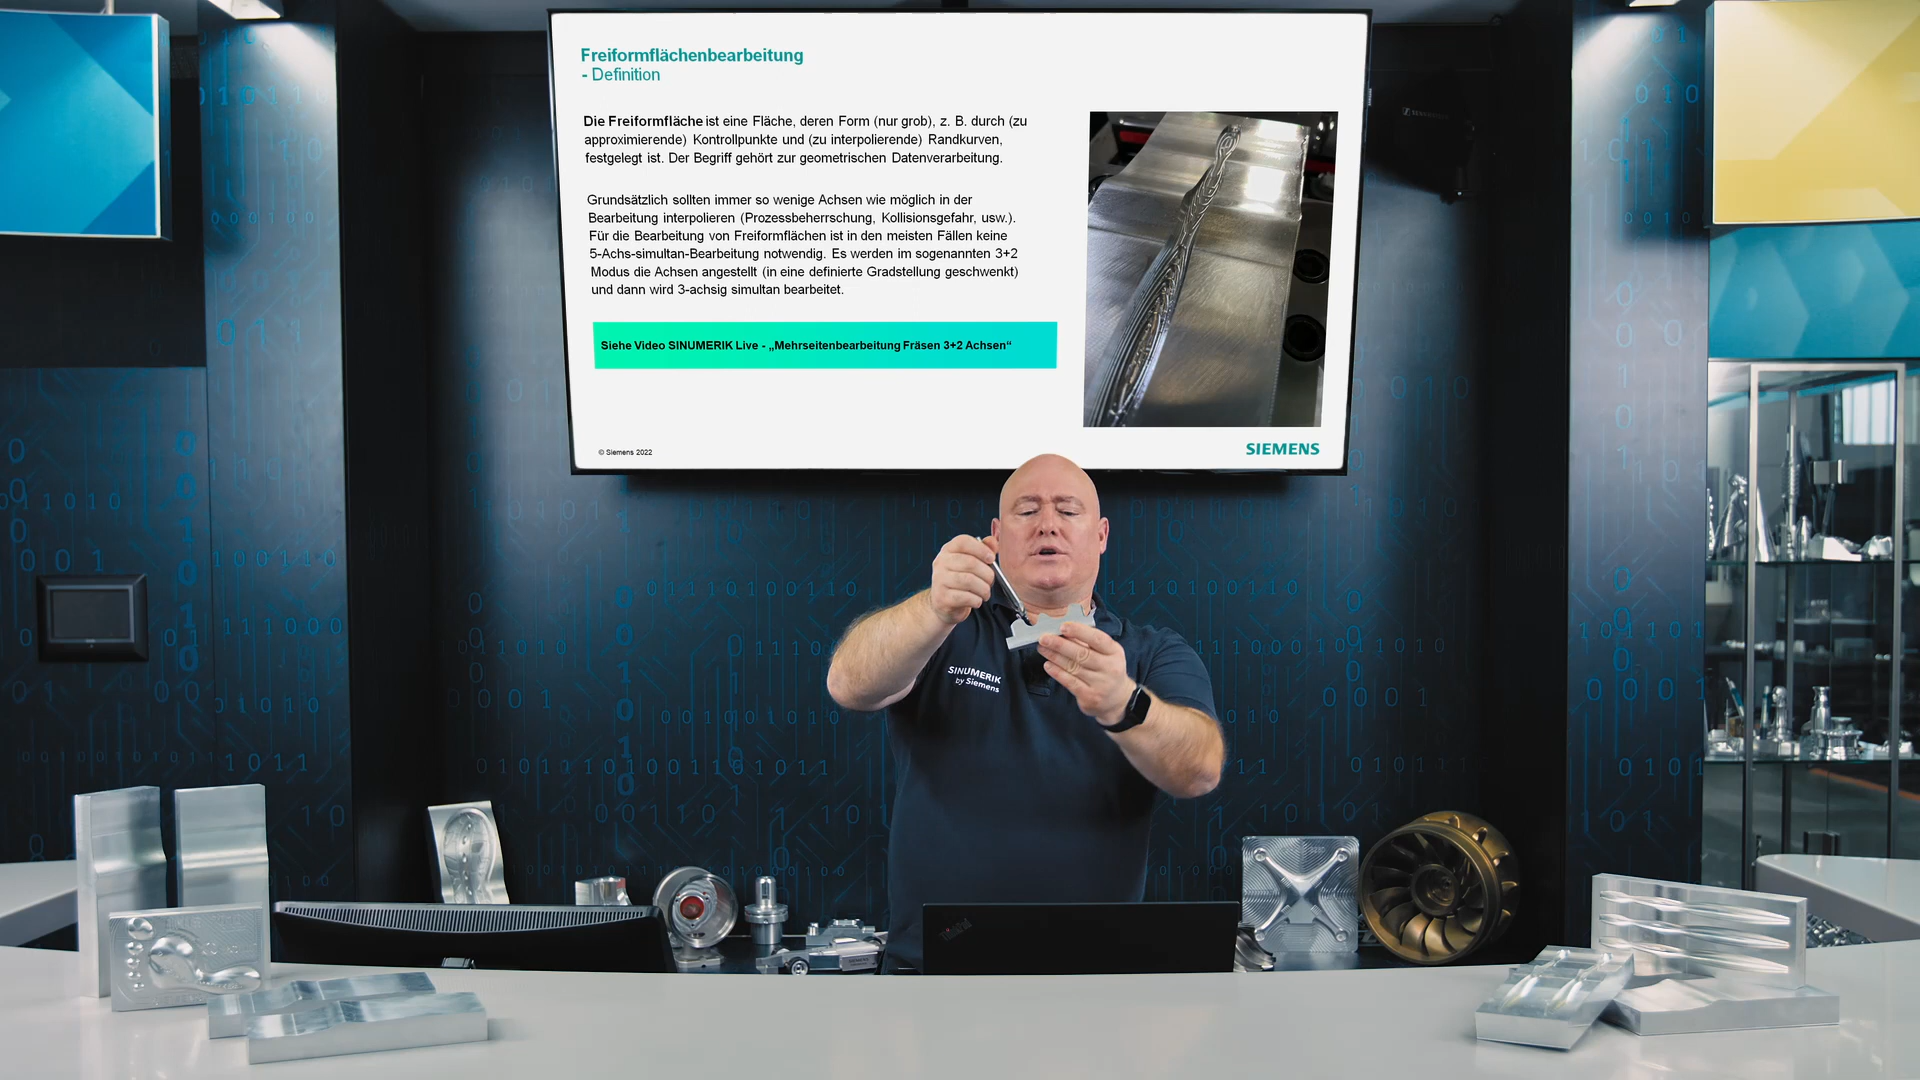 Freiformflächenbearbeitung
- Definition
Die Freiformfläche ist eine Fläche, deren Form (nur grob), z. B. durch (zu
approximierende) Kontrollpunkte und (zu interpolierende) Randkurven,
festgelegt ist. Der Begriff gehört zur geometrischen Datenverarbeitung.
Grundsätzlich sollten immer so wenige Achsen wie möglich in der
Bearbeitung interpolieren (Prozessbeherrschung, Kollisionsgefahr, usw.).
Für die Bearbeitung von Freiformflächen ist in den meisten Fällen keine
5-Achs-simultan-Bearbeitung notwendig. Es werden im sogenannten 3+2
Modus die Achsen angestellt (in eine definierte Gradstellung geschwenkt)
und dann wird 3-achsig simultan bearbeitet.
Siehe Video SINUMERIK Live - „Mehrseitenbearbeitung Fräsen 3+2 Achsen“
© Siemens 2022
SIEMENS
SINUMERIK
by Siemens
ThinkPad